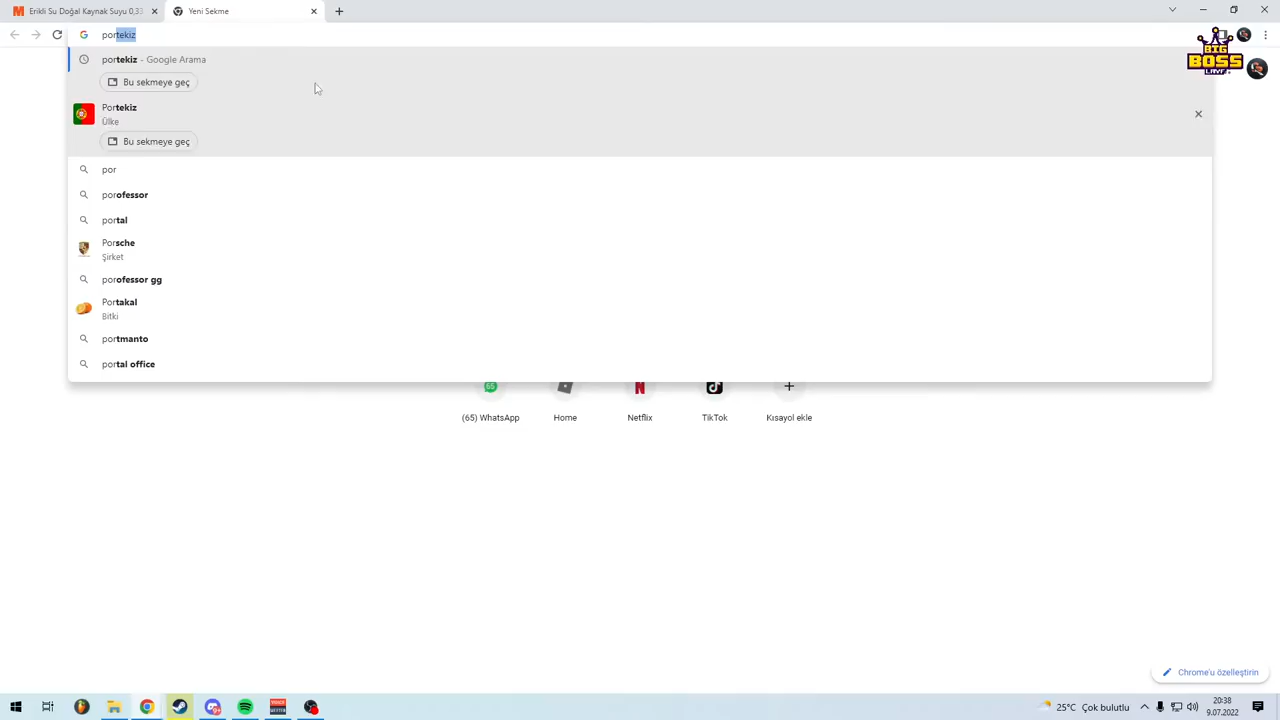 Erikli Su Doğal Kaynak Suyu 0,33
Yeni Sekme
portekiz
portekiz - Google Arama
Bu sekmeye geç
Portekiz
Ülke
Bu sekmeye geç
por
porofessor
portal
Porsche
Şirket
porofessor gg
Portakal
Bitki
portmanto
portal office
65
(65) WhatsApp
Home
Netflix
TikTok
Kısayol ekle
Chrome'u özelleştirin
BIG
BOSS
LAYF
25°C Çok bulutlu
20:38
9.07.2022